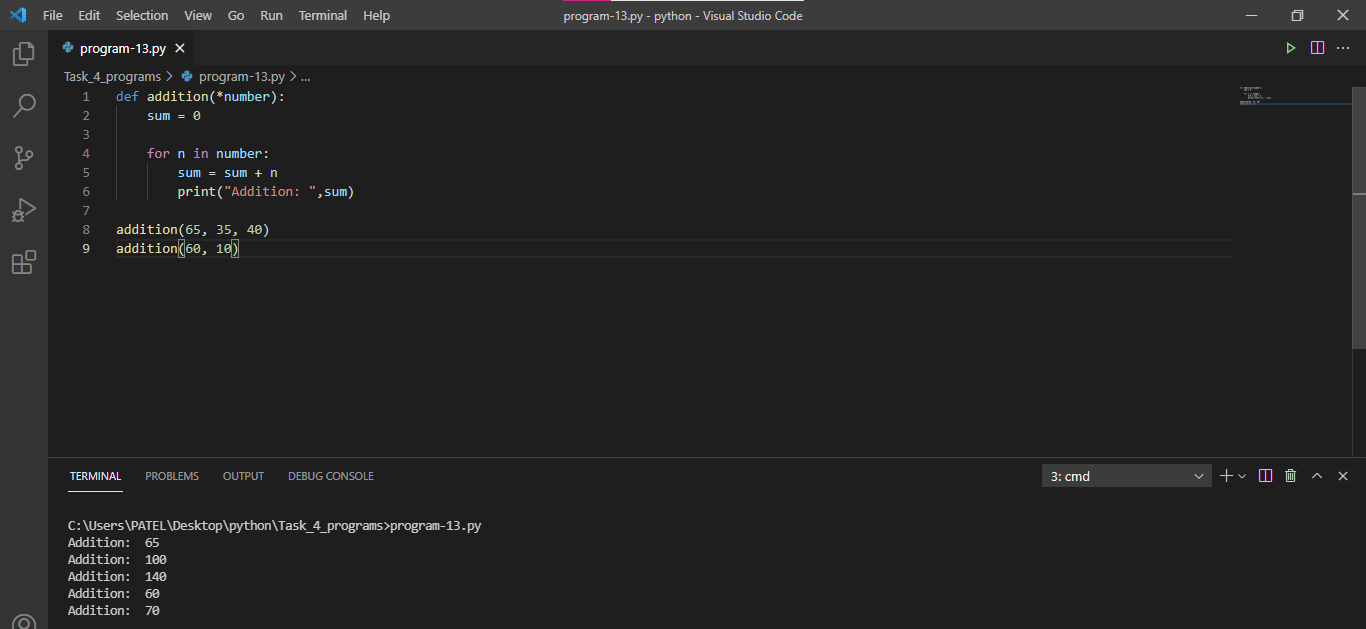 File Edit Selection View Go Run Terminal Help program-13.py - python - Visual Studio Code
program-13.py
Task_4_programs > program-13.py > ...
1 def addition(*number):
2     sum = 0
3
4     for n in number:
5         sum = sum + n
6         print("Addition: ",sum)
7
8 addition(65, 35, 40)
9 addition(60, 10)
TERMINAL PROBLEMS OUTPUT DEBUG CONSOLE 3: cmd
C:\Users\PATEL\Desktop\python\Task_4_programs>program-13.py
Addition:  65
Addition:  100
Addition:  140
Addition:  60
Addition:  70